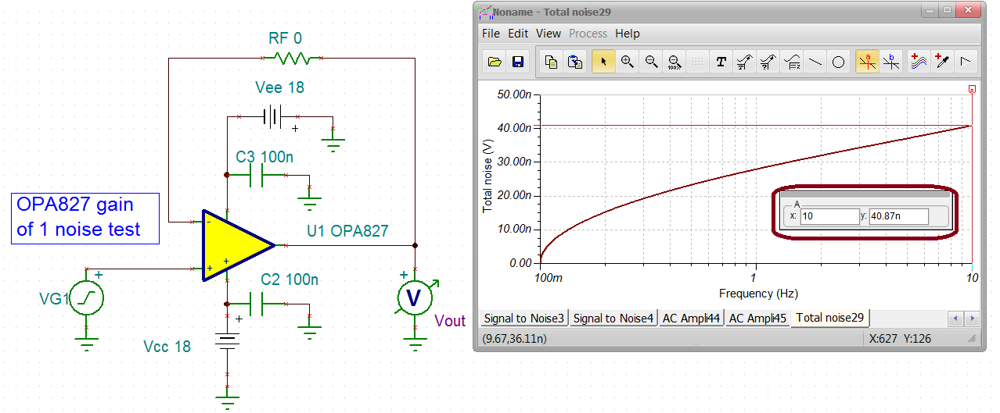 RF 0
Vee 18
+
C3 100n
OPA827 gain
of 1 noise test
-
U1 OPA827
+
+
+
+
C2 100n
VG1
V
Vout
+
Vcc 18
Noname - Total noise29
File Edit View Process Help
T 100% a b
50.00n
40.00n
30.00n
20.00n
10.00n
0.00
Total noise (V)
a
A
x: 10 y: 40.87n
100m 1 10
Frequency (Hz)
Signal to Noise3 Signal to Noise4 AC Ampli44 AC Ampli45 Total noise29
(9.67,36.11n) X:627 Y:126